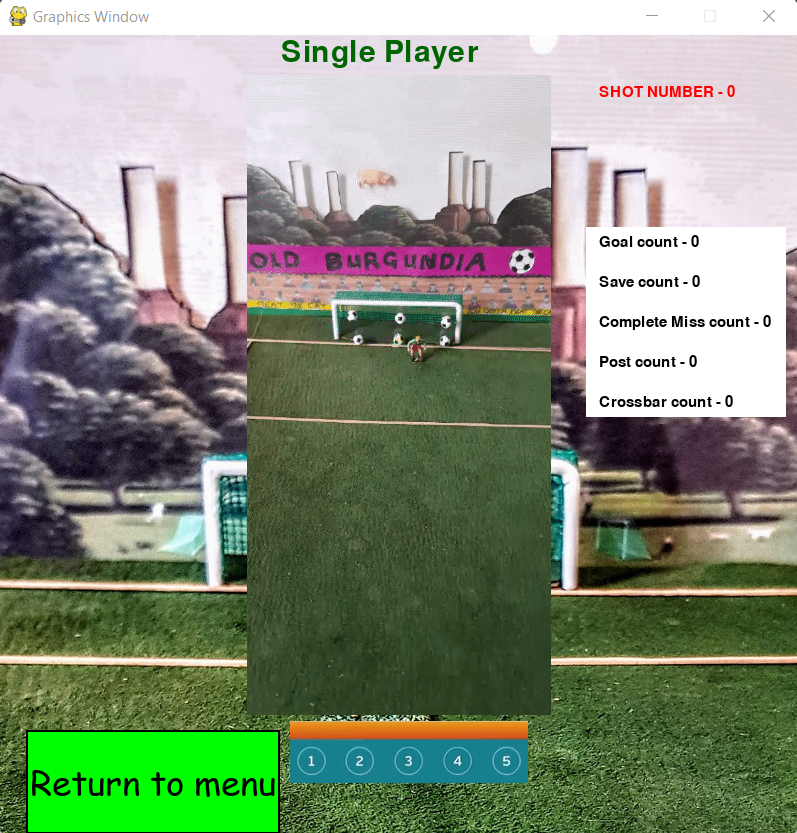 Graphics Window
Single Player
SHOT NUMBER - 0
OLD BURGUNDIA
Goal count - 0
Save count - 0
Complete Miss count - 0
Post count - 0
Crossbar count - 0
Return to menu
1 2 3 4 5